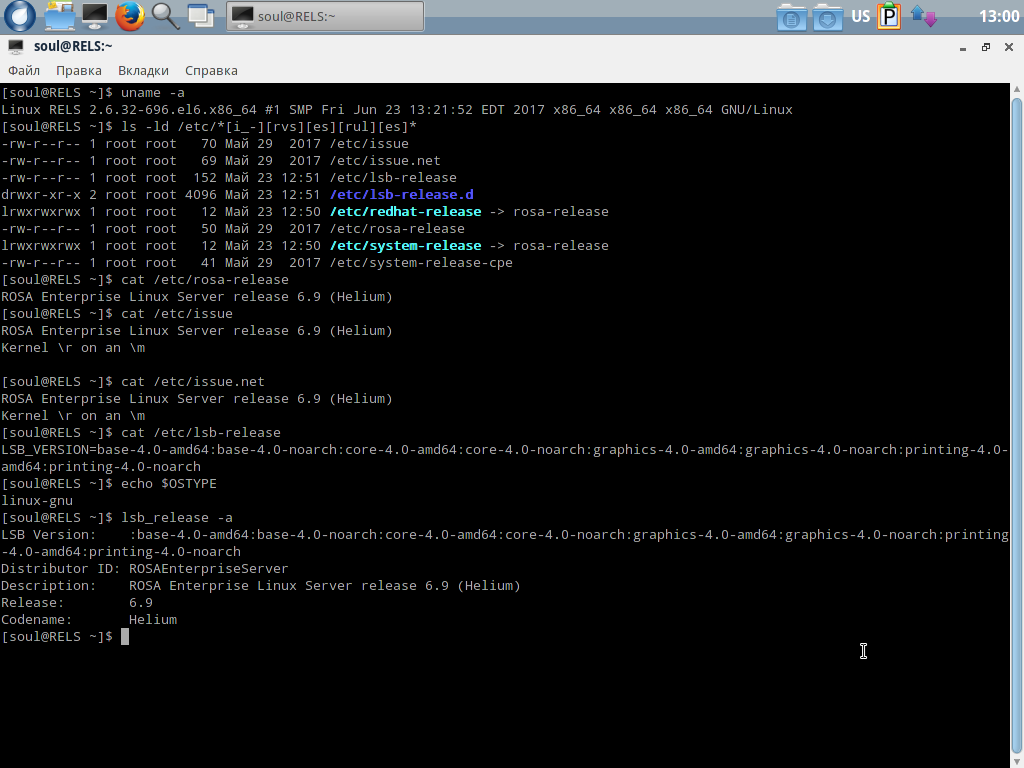 soul@RELS:~
US
P
13:00
soul@RELS:~
Файл Правка Вкладки Справка
[soul@RELS ~]$ uname -a
Linux RELS 2.6.32-696.el6.x86_64 #1 SMP Fri Jun 23 13:21:52 EDT 2017 x86_64 x86_64 x86_64 GNU/Linux
[soul@RELS ~]$ ls -ld /etc/*[i_-][rvs][es][rul][es]*
-rw-r--r-- 1 root root   70 Май 29  2017 /etc/issue
-rw-r--r-- 1 root root   69 Май 29  2017 /etc/issue.net
-rw-r--r-- 1 root root  152 Май 23 12:51 /etc/lsb-release
drwxr-xr-x 2 root root 4096 Май 23 12:51 /etc/lsb-release.d
lrwxrwxrwx 1 root root   12 Май 23 12:50 /etc/redhat-release -> rosa-release
-rw-r--r-- 1 root root   50 Май 29  2017 /etc/rosa-release
lrwxrwxrwx 1 root root   12 Май 23 12:50 /etc/system-release -> rosa-release
-rw-r--r-- 1 root root   41 Май 29  2017 /etc/system-release-cpe
[soul@RELS ~]$ cat /etc/rosa-release
ROSA Enterprise Linux Server release 6.9 (Helium)
[soul@RELS ~]$ cat /etc/issue
ROSA Enterprise Linux Server release 6.9 (Helium)
Kernel \r on an \m
[soul@RELS ~]$ cat /etc/issue.net
ROSA Enterprise Linux Server release 6.9 (Helium)
Kernel \r on an \m
[soul@RELS ~]$ cat /etc/lsb-release
LSB_VERSION=base-4.0-amd64:base-4.0-noarch:core-4.0-amd64:core-4.0-noarch:graphics-4.0-amd64:graphics-4.0-noarch:printing-4.0-
amd64:printing-4.0-noarch
[soul@RELS ~]$ echo $OSTYPE
linux-gnu
[soul@RELS ~]$ lsb_release -a
LSB Version:    :base-4.0-amd64:base-4.0-noarch:core-4.0-amd64:core-4.0-noarch:graphics-4.0-amd64:graphics-4.0-noarch:printing
-4.0-amd64:printing-4.0-noarch
Distributor ID: ROSAEnterpriseServer
Description:    ROSA Enterprise Linux Server release 6.9 (Helium)
Release:        6.9
Codename:       Helium
[soul@RELS ~]$